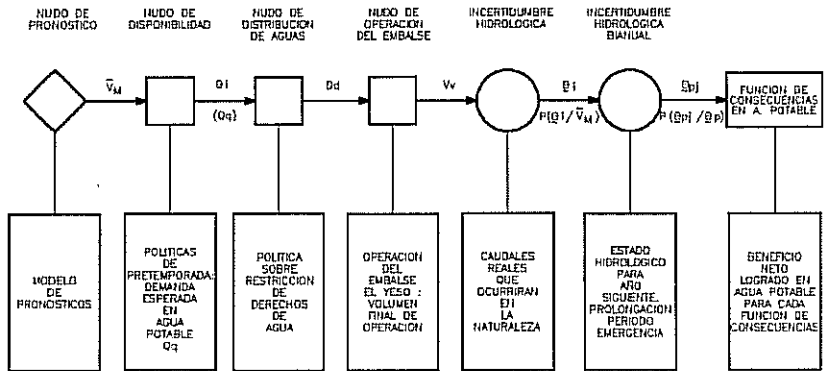 NUDO DE
PRONOSTICO
NUDO DE
DISPONIBILIDAD
NUDO DE
DISTRIBUCION
DE AGUAS
NUDO DE
OPERACION
DEL EMBALSE
INCERTIDUMBRE
HIDROLOGICA
INCERTIDUMBRE
HIDROLOGICA
BIANUAL
V̅M
Qi
(Qq)
Dd
Vv
Qi
P(Qi/V̅M)
Qpj
P(Qpj/Qp)
FUNCION DE
CONSECUENCIAS
EN A. POTABLE
MODELO
DE
PRONOSTICOS
POLITICAS
DE
PRETEMPORADA:
DEMANDA
ESPERADA
EN
AGUA
POTABLE
Qq
POLITICA
SOBRE
RESTRICCION
DE
DERECHOS
DE
AGUA
OPERACION
DEL
EMBALSE
EL YESO :
VOLUMEN
FINAL DE
OPERACION
CAUDALES
REALES
QUE
OCURRIRAN
EN
LA
NATURALEZA
ESTADO
HIDROLOGICO
PARA
AÑO
SIGUIENTE.
PROLONGACION
PERIODO
EMERGENCIA
BENEFICIO
NETO
LOGRADO EN
AGUA POTABLE
PARA CADA
FUNCION DE
CONSECUENCIAS